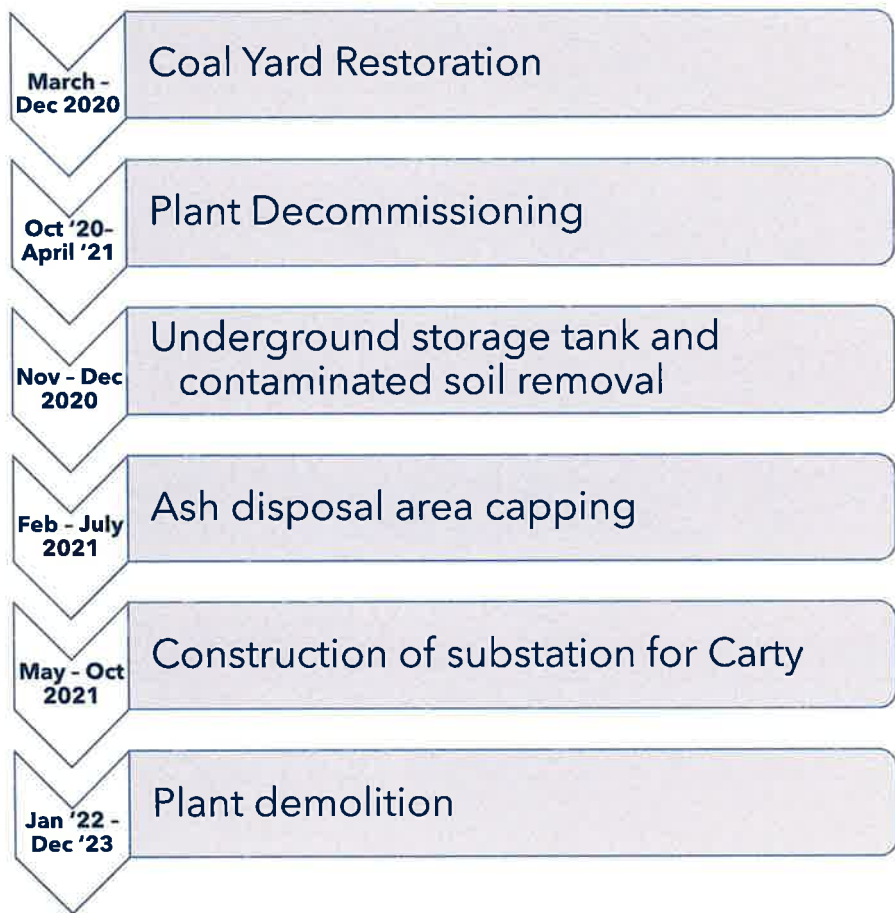 March -
Dec 2020
Coal Yard Restoration
Oct ‘20-
April ‘21
Plant Decommissioning
Nov - Dec
2020
Underground storage tank and
contaminated soil removal
Feb - July
2021
Ash disposal area capping
May - Oct
2021
Construction of substation for Carty
Jan ‘22 -
Dec ‘23
Plant demolition